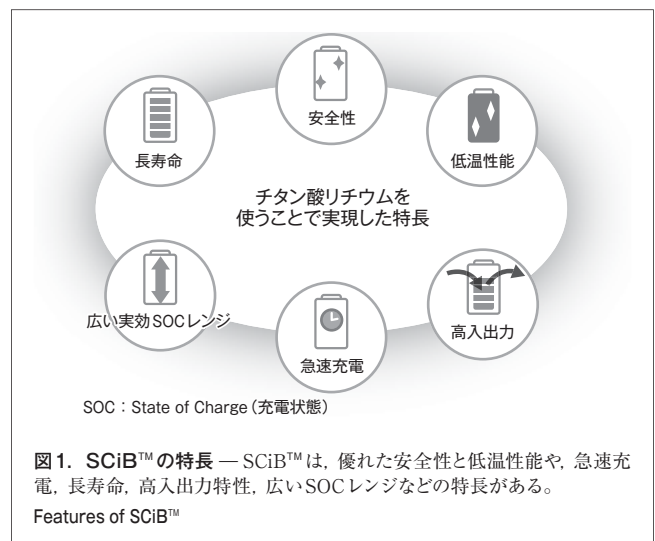 安全性
長寿命
低温性能
チタン酸リチウムを
使うことで実現した特長
広い実効SOCレンジ
高入出力
急速充電
SOC：State of Charge（充電状態）
図1．SCiB™の特長 — SCiB™は，優れた安全性と低温性能や，急速充
電，長寿命，高入出力特性，広いSOCレンジなどの特長がある。
Features of SCiB™